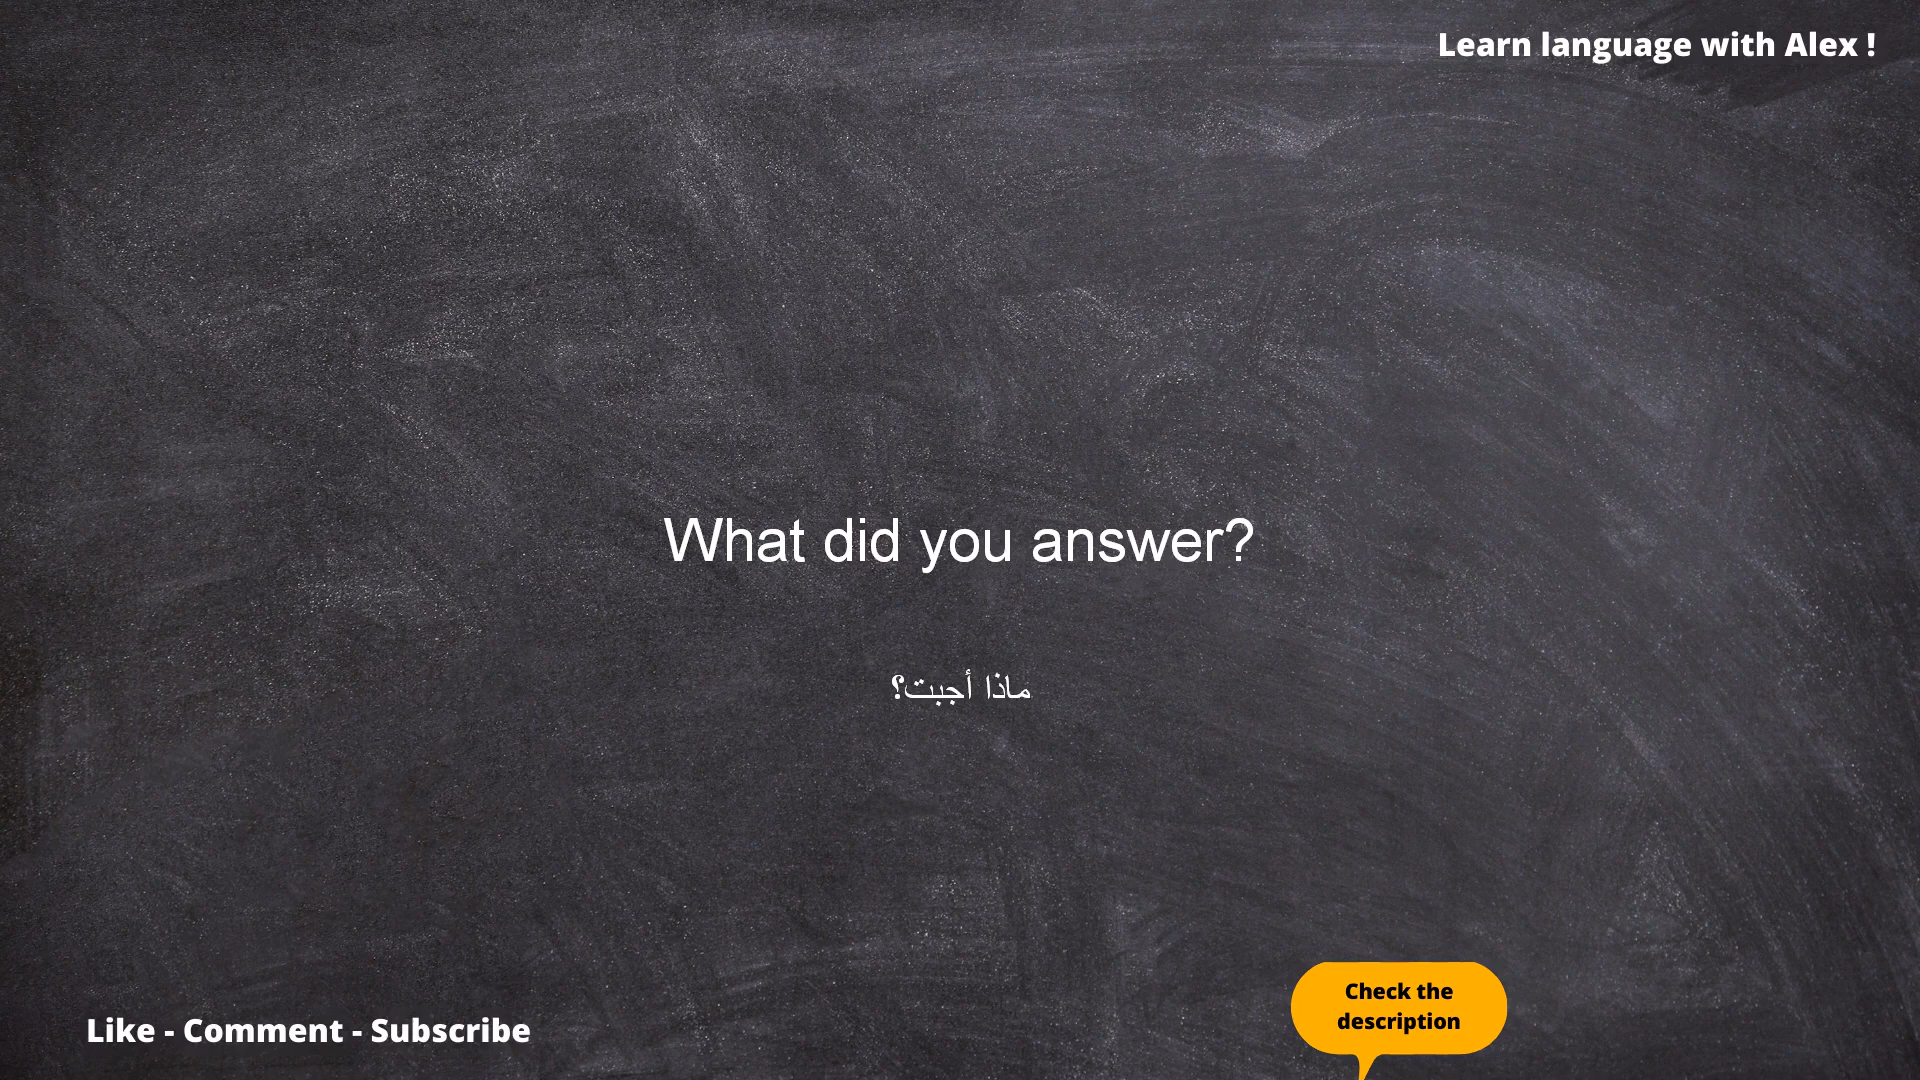 Learn language with Alex !
What did you answer?
ماذا أجبت؟
Check the
description
Like - Comment - Subscribe